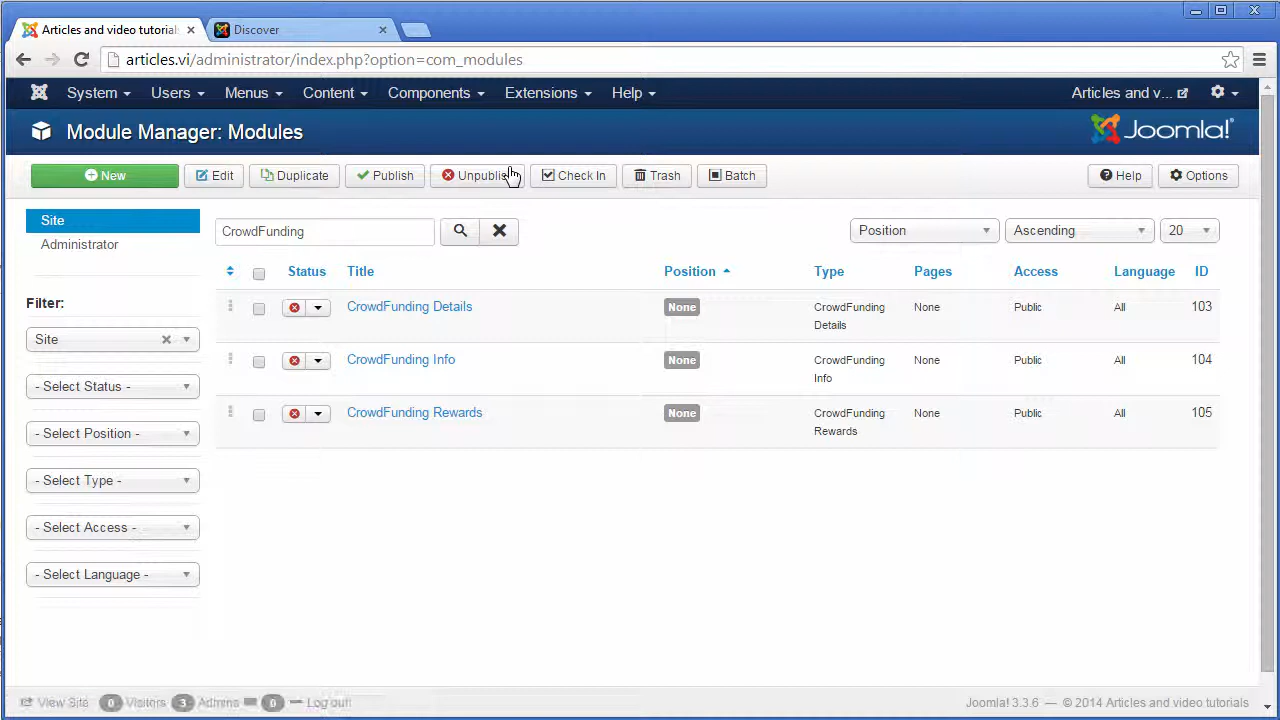 Articles and video tutorials
Discover
articles.vi/administrator/index.php?option=com_modules
System Users Menus Content Components Extensions Help Articles and v...
Module Manager: Modules
Joomla!®
New Edit Duplicate Publish Unpublish Check In Trash Batch Help Options
Site
Administrator
Filter:
Site
- Select Status -
- Select Position -
- Select Type -
- Select Access -
- Select Language -
CrowdFunding Position Ascending 20
Status Title Position Type Pages Access Language ID
CrowdFunding Details None CrowdFunding Details None Public All 103
CrowdFunding Info None CrowdFunding Info None Public All 104
CrowdFunding Rewards None CrowdFunding Rewards None Public All 105
View Site 0 Visitors 3 Admins 0 Log out
Joomla! 3.3.6 — © 2014 Articles and video tutorials